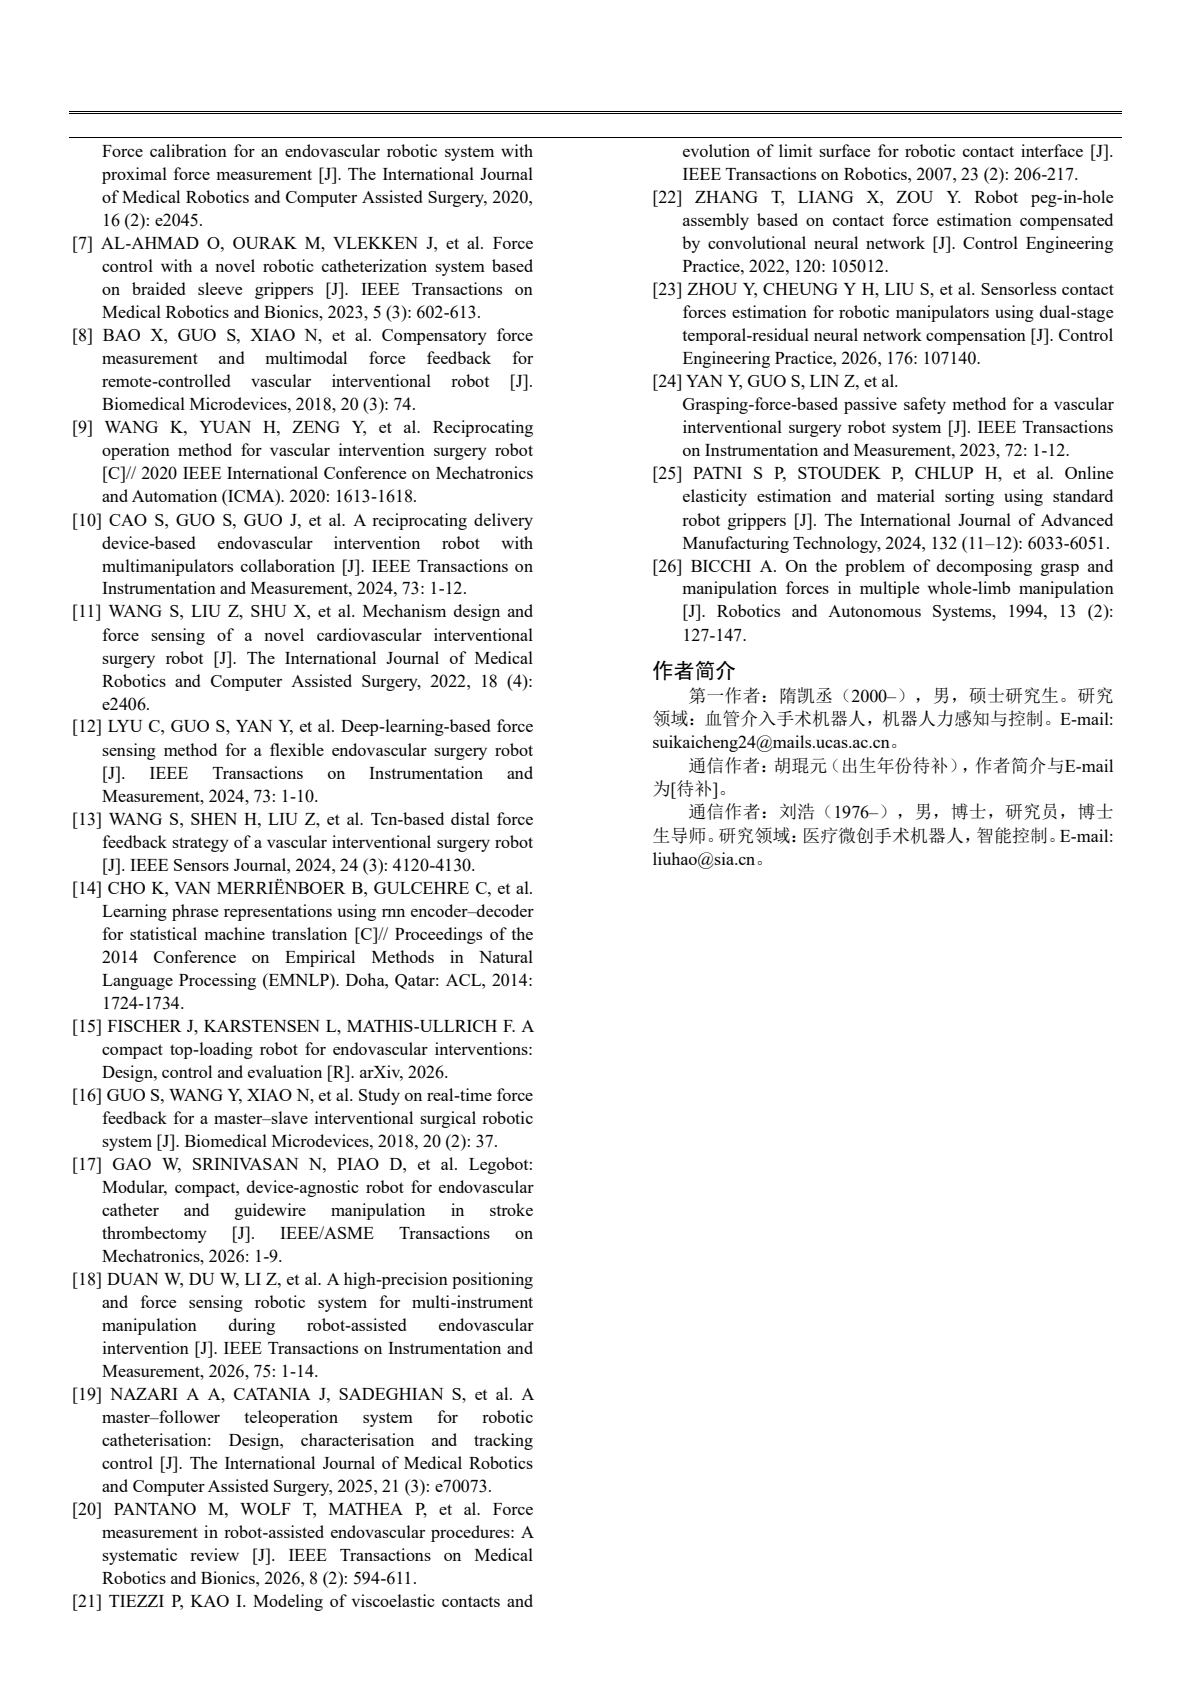 Force calibration for an endovascular robotic system with
proximal force measurement [J]. The International Journal
of Medical Robotics and Computer Assisted Surgery, 2020,
16 (2): e2045.
[7] AL-AHMAD O, OURAK M, VLEKKEN J, et al. Force
control with a novel robotic catheterization system based
on braided sleeve grippers [J]. IEEE Transactions on
Medical Robotics and Bionics, 2023, 5 (3): 602-613.
[8] BAO X, GUO S, XIAO N, et al. Compensatory force
measurement and multimodal force feedback for
remote-controlled vascular interventional robot [J].
Biomedical Microdevices, 2018, 20 (3): 74.
[9] WANG K, YUAN H, ZENG Y, et al. Reciprocating
operation method for vascular intervention surgery robot
[C]// 2020 IEEE International Conference on Mechatronics
and Automation (ICMA). 2020: 1613-1618.
[10] CAO S, GUO S, GUO J, et al. A reciprocating delivery
device-based endovascular intervention robot with
multimanipulators collaboration [J]. IEEE Transactions on
Instrumentation and Measurement, 2024, 73: 1-12.
[11] WANG S, LIU Z, SHU X, et al. Mechanism design and
force sensing of a novel cardiovascular interventional
surgery robot [J]. The International Journal of Medical
Robotics and Computer Assisted Surgery, 2022, 18 (4):
e2406.
[12] LYU C, GUO S, YAN Y, et al. Deep-learning-based force
sensing method for a flexible endovascular surgery robot
[J]. IEEE Transactions on Instrumentation and
Measurement, 2024, 73: 1-10.
[13] WANG S, SHEN H, LIU Z, et al. Tcn-based distal force
feedback strategy of a vascular interventional surgery robot
[J]. IEEE Sensors Journal, 2024, 24 (3): 4120-4130.
[14] CHO K, VAN MERRIËNBOER B, GULCEHRE C, et al.
Learning phrase representations using rnn encoder–decoder
for statistical machine translation [C]// Proceedings of the
2014 Conference on Empirical Methods in Natural
Language Processing (EMNLP). Doha, Qatar: ACL, 2014:
1724-1734.
[15] FISCHER J, KARSTENSEN L, MATHIS-ULLRICH F. A
compact top-loading robot for endovascular interventions:
Design, control and evaluation [R]. arXiv, 2026.
[16] GUO S, WANG Y, XIAO N, et al. Study on real-time force
feedback for a master–slave interventional surgical robotic
system [J]. Biomedical Microdevices, 2018, 20 (2): 37.
[17] GAO W, SRINIVASAN N, PIAO D, et al. Legobot:
Modular, compact, device-agnostic robot for endovascular
catheter and guidewire manipulation in stroke
thrombectomy [J]. IEEE/ASME Transactions on
Mechatronics, 2026: 1-9.
[18] DUAN W, DU W, LI Z, et al. A high-precision positioning
and force sensing robotic system for multi-instrument
manipulation during robot-assisted endovascular
intervention [J]. IEEE Transactions on Instrumentation and
Measurement, 2026, 75: 1-14.
[19] NAZARI A A, CATANIA J, SADEGHIAN S, et al. A
master–follower teleoperation system for robotic
catheterisation: Design, characterisation and tracking
control [J]. The International Journal of Medical Robotics
and Computer Assisted Surgery, 2025, 21 (3): e70073.
[20] PANTANO M, WOLF T, MATHEA P, et al. Force
measurement in robot-assisted endovascular procedures: A
systematic review [J]. IEEE Transactions on Medical
Robotics and Bionics, 2026, 8 (2): 594-611.
[21] TIEZZI P, KAO I. Modeling of viscoelastic contacts and
evolution of limit surface for robotic contact interface [J].
IEEE Transactions on Robotics, 2007, 23 (2): 206-217.
[22] ZHANG T, LIANG X, ZOU Y. Robot peg-in-hole
assembly based on contact force estimation compensated
by convolutional neural network [J]. Control Engineering
Practice, 2022, 120: 105012.
[23] ZHOU Y, CHEUNG Y H, LIU S, et al. Sensorless contact
forces estimation for robotic manipulators using dual-stage
temporal-residual neural network compensation [J]. Control
Engineering Practice, 2026, 176: 107140.
[24] YAN Y, GUO S, LIN Z, et al.
Grasping-force-based passive safety method for a vascular
interventional surgery robot system [J]. IEEE Transactions
on Instrumentation and Measurement, 2023, 72: 1-12.
[25] PATNI S P, STOUDEK P, CHLUP H, et al. Online
elasticity estimation and material sorting using standard
robot grippers [J]. The International Journal of Advanced
Manufacturing Technology, 2024, 132 (11–12): 6033-6051.
[26] BICCHI A. On the problem of decomposing grasp and
manipulation forces in multiple whole-limb manipulation
[J]. Robotics and Autonomous Systems, 1994, 13 (2):
127-147.
作者简介
第一作者：隋凯丞（2000–），男，硕士研究生。研究
领域：血管介入手术机器人，机器人力感知与控制。E-mail:
suikaicheng24@mails.ucas.ac.cn。
通信作者：胡琨元（出生年份待补），作者简介与E-mail
为[待补]。
通信作者：刘浩（1976–），男，博士，研究员，博士
生导师。研究领域：医疗微创手术机器人，智能控制。E-mail:
liuhao@sia.cn。